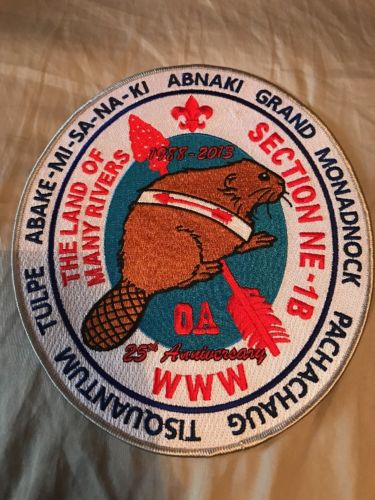 TULPE ABAKE-MI-SA-NA-KI ABNAKI GRAND MONADNOCK PACHACHAUG TISQUANTUM
THE LAND OF
MANY RIVERS
1988-2013
SECTION NE-1B
OA
25th Anniversary
WWW